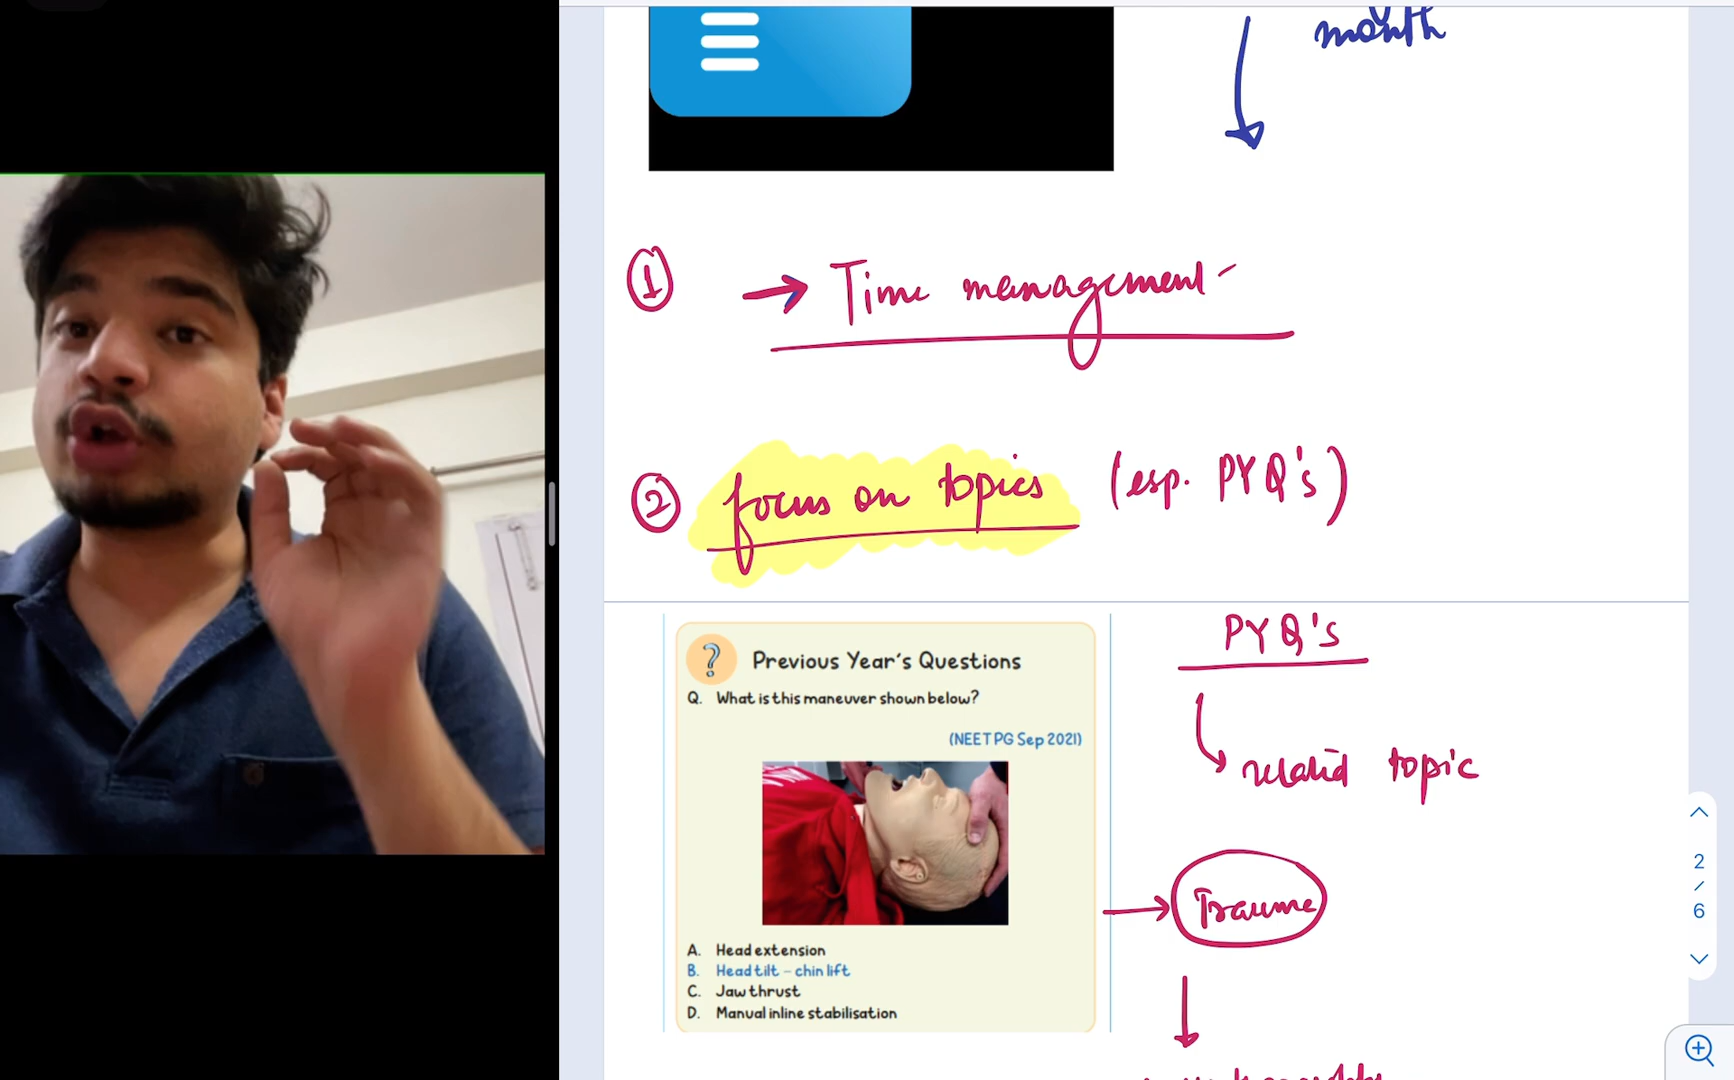 month
① → Time management -
② focus on topics (esp. PYQ's)
PYQ's
related topic
Previous Year's Questions
Q. What is this maneuver shown below?
(NEET PG Sep 2021)
A. Head extension
B. Head tilt – chin lift
C. Jaw thrust
D. Manual inline stabilisation
→ Trauma
2
/
6